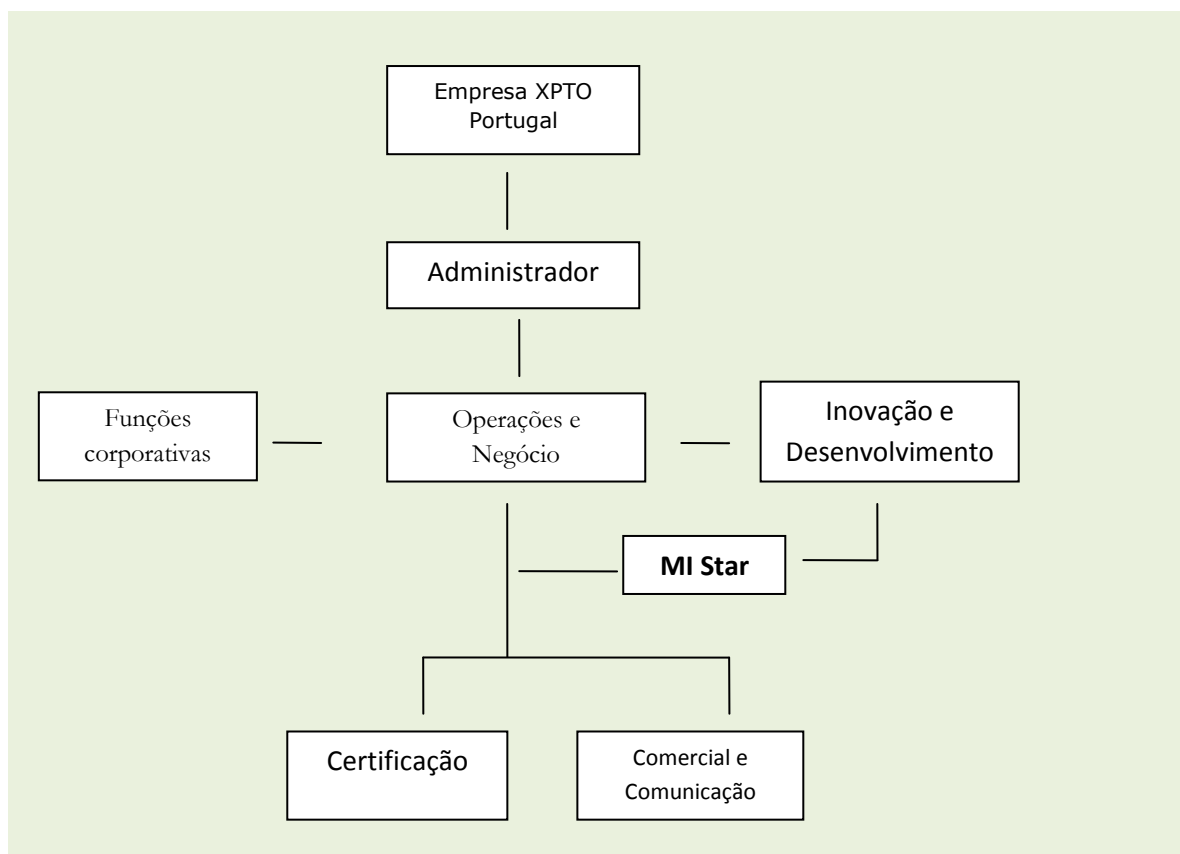 Empresa XPTO
Portugal
Administrador
Funções
corporativas
Operações e
Negócio
Inovação e
Desenvolvimento
MI Star
Certificação
Comercial e
Comunicação